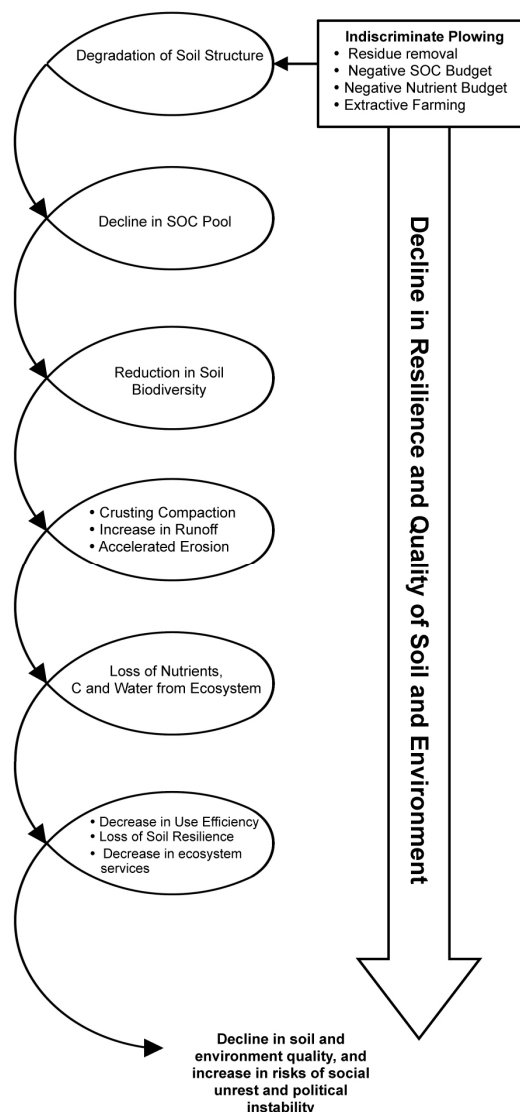 Indiscriminate Plowing
• Residue removal
• Negative SOC Budget
• Negative Nutrient Budget
• Extractive Farming
Degradation of Soil Structure
Decline in SOC Pool
Reduction in Soil
Biodiversity
• Crusting Compaction
• Increase in Runoff
• Accelerated Erosion
Loss of Nutrients,
C and Water from Ecosystem
• Decrease in Use Efficiency
• Loss of Soil Resilience
• Decrease in ecosystem
services
Decline in soil and
environment quality, and
increase in risks of social
unrest and political
instability
Decline in Resilience and Quality of Soil and Environment